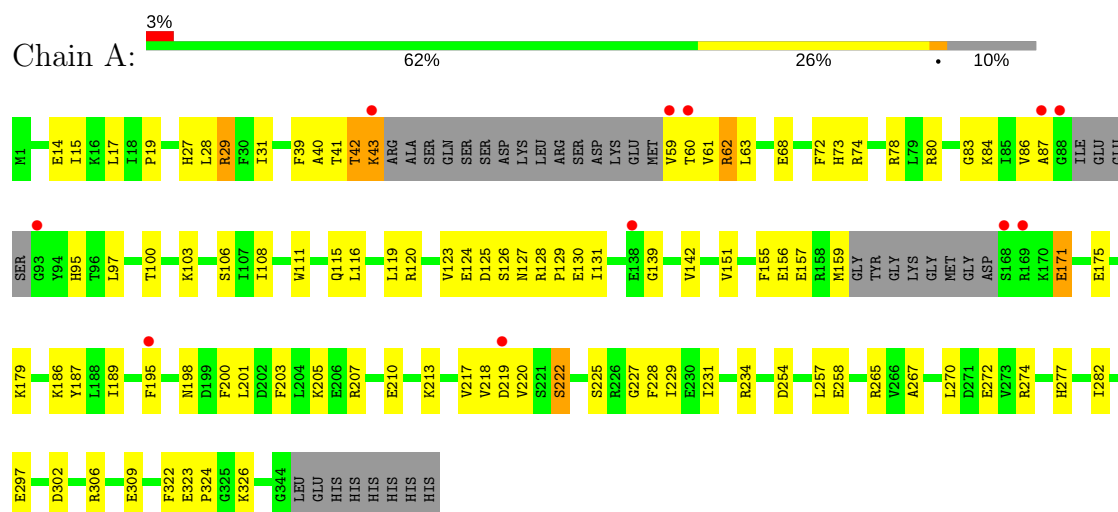 3%
Chain A:
62% 26% • 10%
M1 E14 I15 K16 L17 I18 P19 H27 L28 R29 F30 I31 F39 A40 T41 T42 K43 ARG ALA SER GLN SER SER ASP LYS LEU ARG SER ASP LYS GLU MET V59 T60 V61 R62 L63 E68 F72 H73 R74 R78 L79 R80 G83 K84 I85 V86 A87 G88 ILE GLU GLU
SER G93 Y94 H95 T96 L97 T100 K103 S106 I107 I108 W111 Q115 L116 L119 R120 V123 E124 D125 S126 N127 R128 P129 E130 I131 E138 G139 V142 V151 F155 E156 E157 R158 M159 GLY TYR GLY LYS GLY MET GLY ASP S168 R169 K170 E171 E175
K179 K186 Y187 L188 I189 F195 N198 D199 F200 L201 D202 F203 L204 K205 E206 R207 E210 K213 V217 V218 D219 V220 S221 S222 S225 R226 G227 F228 I229 E230 I231 R234 D254 L257 E258 R265 V266 A267 L270 D271 E272 V273 R274 H277 I282
E297 D302 R306 E309 F322 E323 P324 G325 K326 G344 LEU GLU HIS HIS HIS HIS HIS HIS